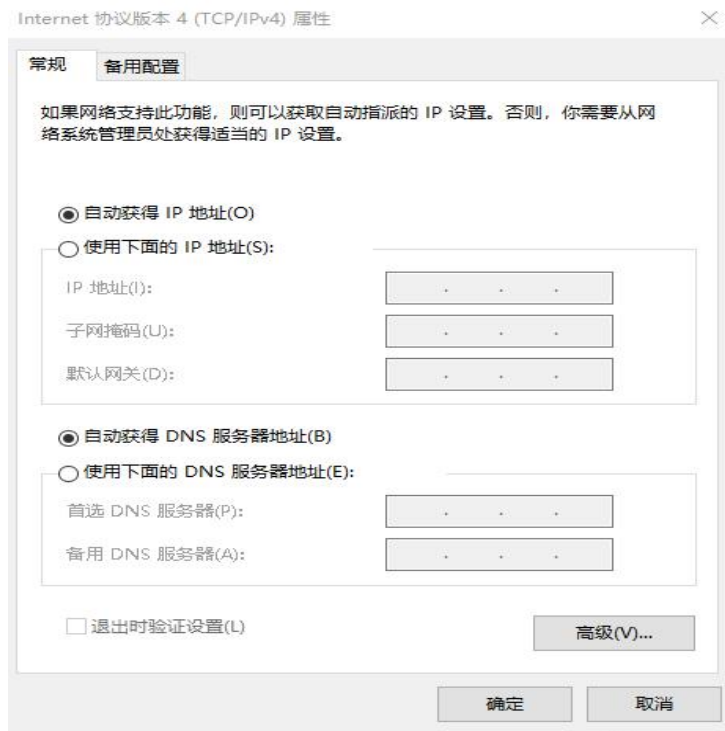 Internet 协议版本 4 (TCP/IPv4) 属性
常规 备用配置
如果网络支持此功能，则可以获取自动指派的 IP 设置。否则，你需要从网
络系统管理员处获得适当的 IP 设置。
自动获得 IP 地址(O)
使用下面的 IP 地址(S):
IP 地址(I):
子网掩码(U):
默认网关(D):
自动获得 DNS 服务器地址(B)
使用下面的 DNS 服务器地址(E):
首选 DNS 服务器(P):
备用 DNS 服务器(A):
退出时验证设置(L)
高级(V)...
确定 取消